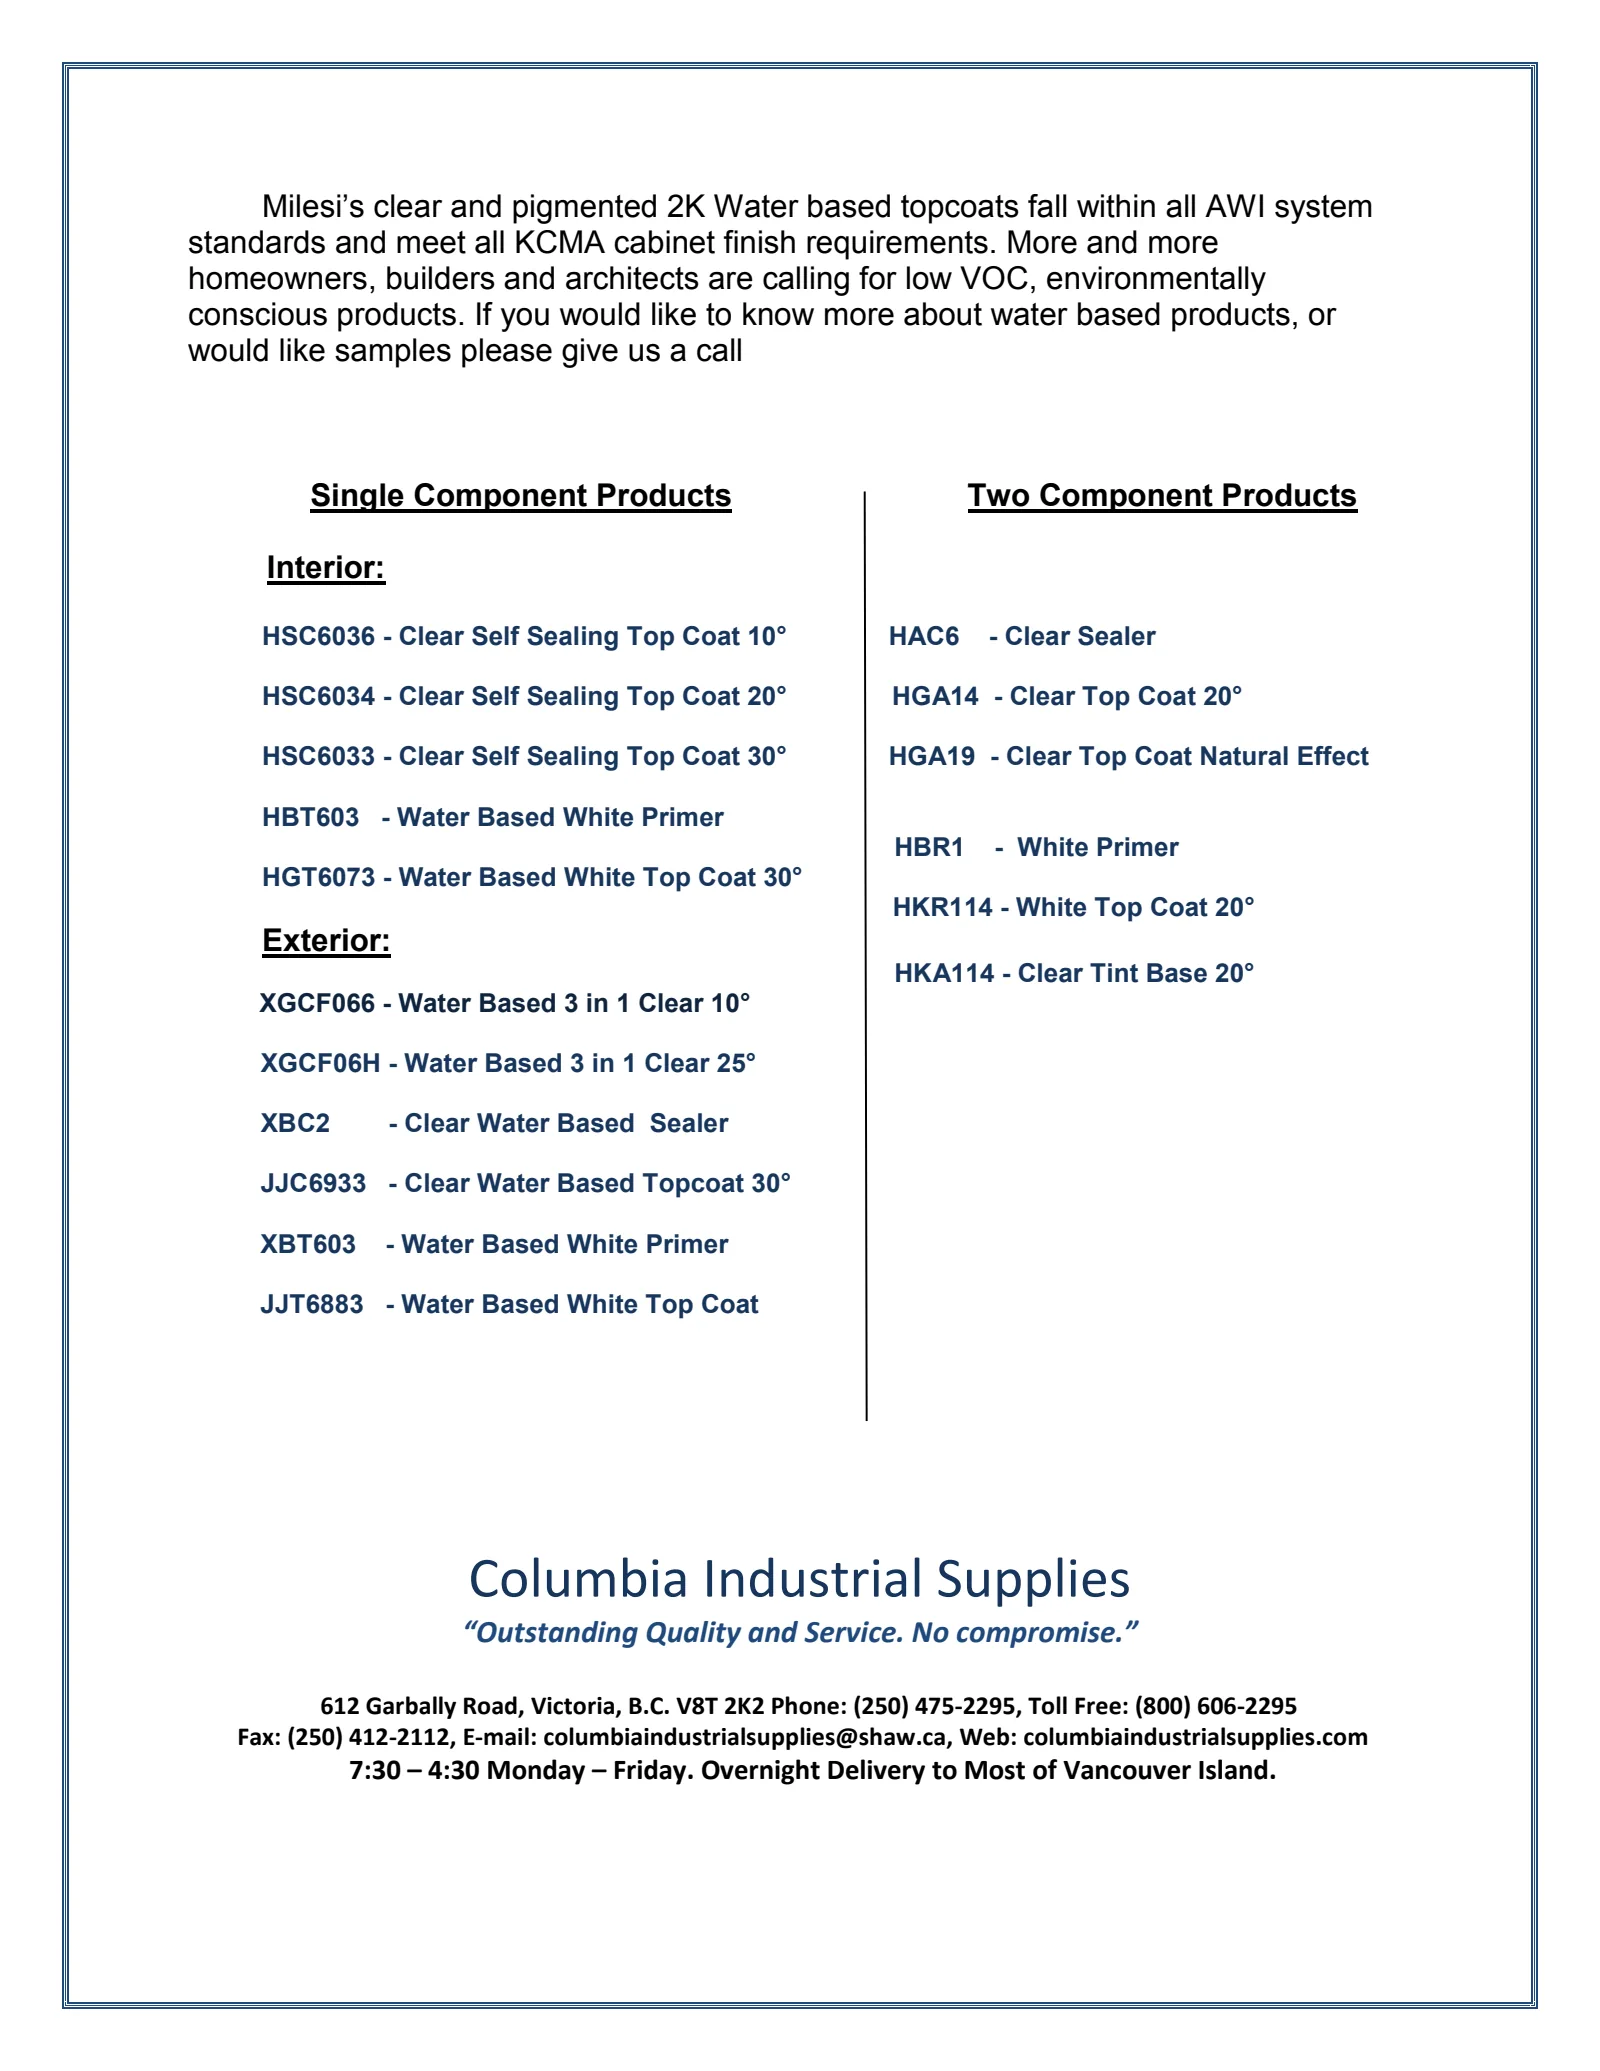 Milesi’s clear and pigmented 2K Water based topcoats fall within all AWI system
standards and meet all KCMA cabinet finish requirements. More and more
homeowners, builders and architects are calling for low VOC, environmentally
conscious products. If you would like to know more about water based products, or
would like samples please give us a call
Single Component Products
Interior:
HSC6036 - Clear Self Sealing Top Coat 10°
HSC6034 - Clear Self Sealing Top Coat 20°
HSC6033 - Clear Self Sealing Top Coat 30°
HBT603 - Water Based White Primer
HGT6073 - Water Based White Top Coat 30°
Exterior:
XGCF066 - Water Based 3 in 1 Clear 10°
XGCF06H - Water Based 3 in 1 Clear 25°
XBC2 - Clear Water Based Sealer
JJC6933 - Clear Water Based Topcoat 30°
XBT603 - Water Based White Primer
JJT6883 - Water Based White Top Coat
Two Component Products
HAC6 - Clear Sealer
HGA14 - Clear Top Coat 20°
HGA19 - Clear Top Coat Natural Effect
HBR1 - White Primer
HKR114 - White Top Coat 20°
HKA114 - Clear Tint Base 20°
Columbia Industrial Supplies
“Outstanding Quality and Service. No compromise.”
612 Garbally Road, Victoria, B.C. V8T 2K2 Phone: (250) 475-2295, Toll Free: (800) 606-2295
Fax: (250) 412-2112, E-mail: columbiaindustrialsupplies@shaw.ca, Web: columbiaindustrialsupplies.com
7:30 – 4:30 Monday – Friday. Overnight Delivery to Most of Vancouver Island.